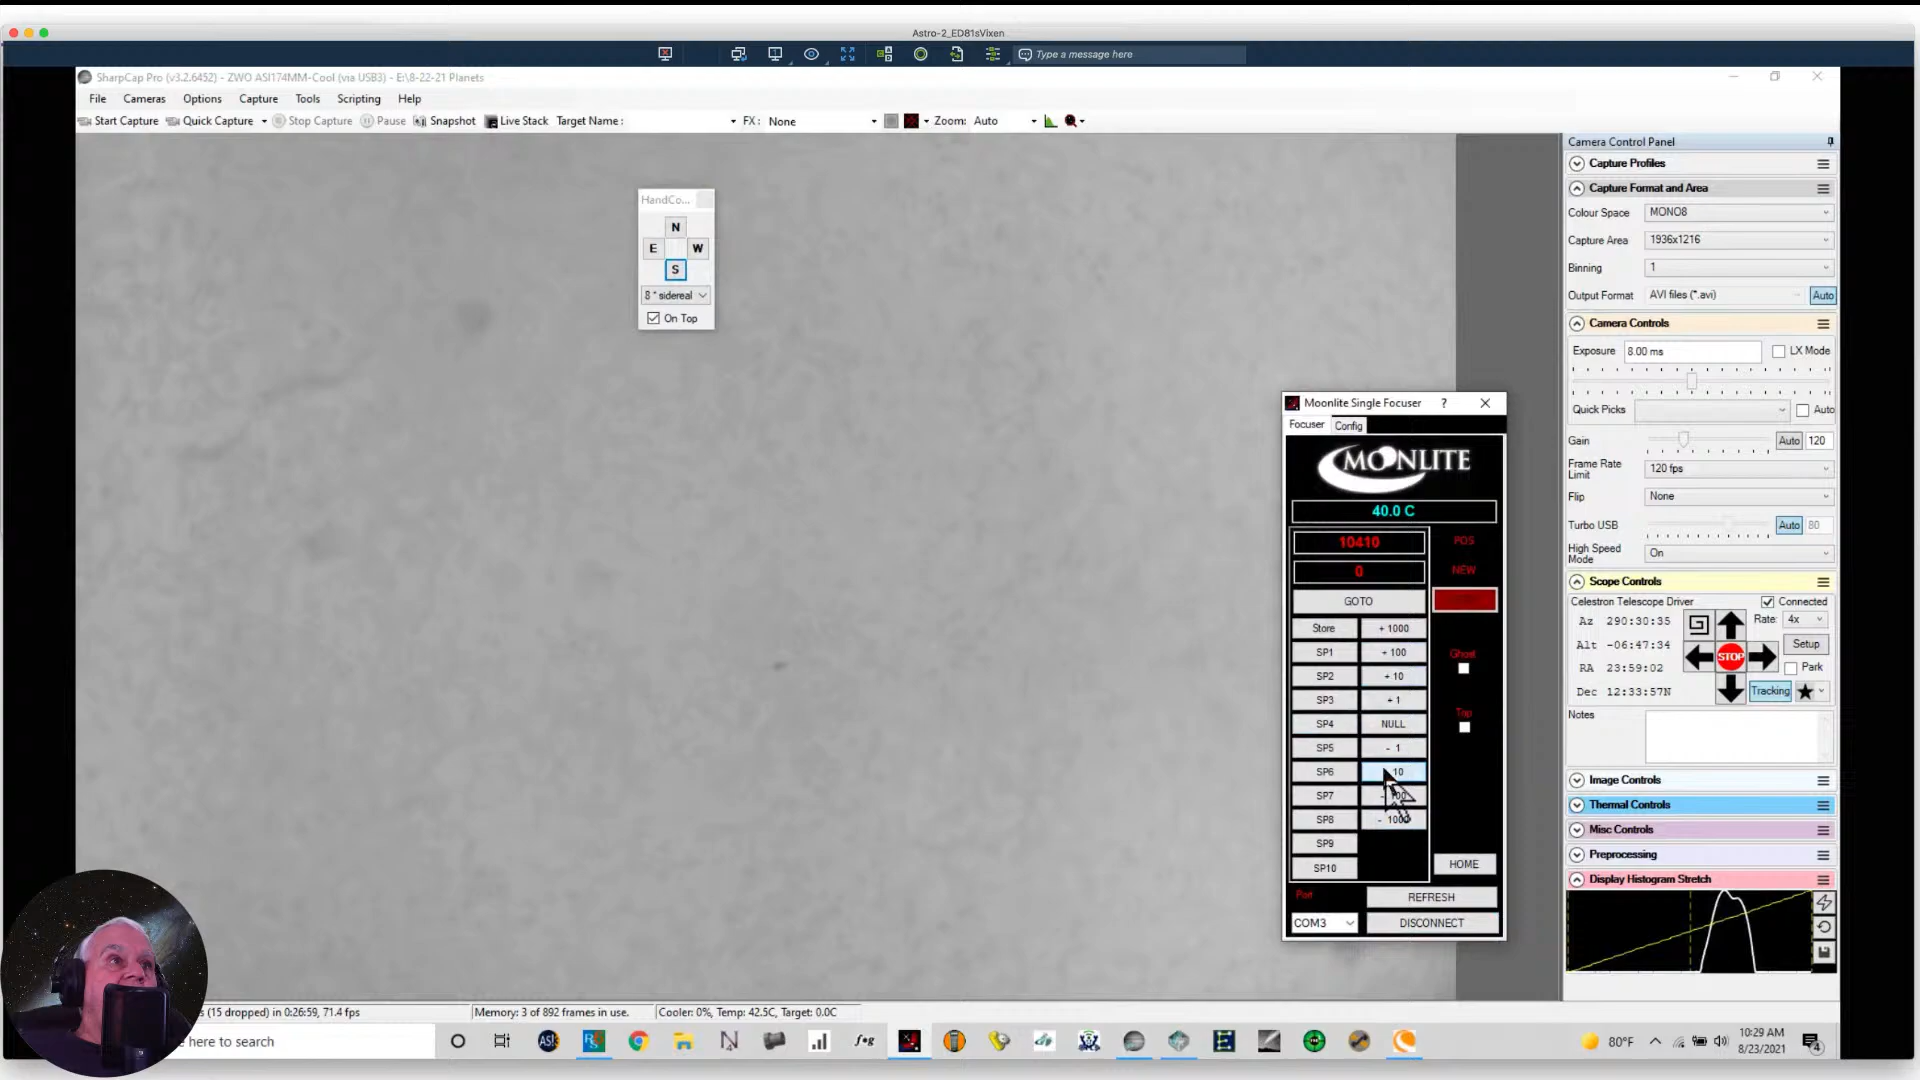 Astro-2_ED81sVixen
Type a message here
SharpCap Pro (v3.2.6452) - ZWO ASI174MM-Cool (via USB3) - E:\8-22-21 Planets
File Cameras Options Capture Tools Scripting Help
Start Capture Quick Capture Stop Capture Pause Snapshot Live Stack Target Name : FX: None Zoom: Auto
HandCo...
N
E W
S
8 * sidereal
On Top
Moonlite Single Focuser ?
Focuser Config
MOONLITE
40.0 C
10410 POS
0 NEW
GOTO
Store + 1000
SP1 + 100
SP2 + 10
SP3 + 1
SP4 NULL
SP5 - 1
SP6 10
SP7
SP8 - 1000
SP9
SP10
Ghost
Top
HOME
Port REFRESH
COM3 DISCONNECT
Camera Control Panel
Capture Profiles
Capture Format and Area
Colour Space MONO8
Capture Area 1936x1216
Binning 1
Output Format AVI files (*.avi) Auto
Camera Controls
Exposure 8.00 ms LX Mode
Quick Picks Auto
Gain Auto 120
Frame Rate Limit 120 fps
Flip None
Turbo USB Auto 80
High Speed Mode On
Scope Controls
Celestron Telescope Driver Connected
Az 290:30:35 Rate: 4x
Alt -06:47:34 Setup
STOP
RA 23:59:02 Park
Dec 12:33:57N Tracking
Notes
Image Controls
Thermal Controls
Misc Controls
Preprocessing
Display Histogram Stretch
(15 dropped) in 0:26:59, 71.4 fps Memory: 3 of 892 frames in use. Cooler: 0%, Temp: 42.5C, Target: 0.0C
here to search
ASI
80°F
10:29 AM
8/23/2021
4